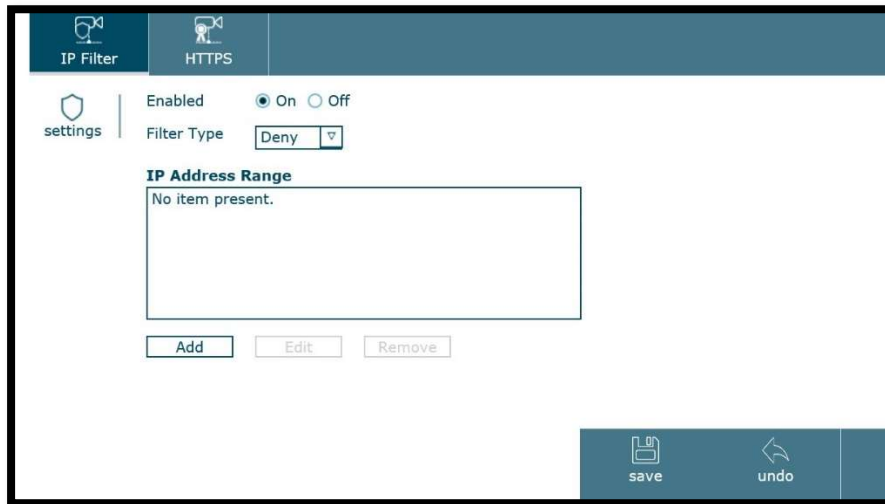 IP Filter HTTPS
settings
Enabled On Off
Filter Type Deny
IP Address Range
No item present.
Add Edit Remove
save undo